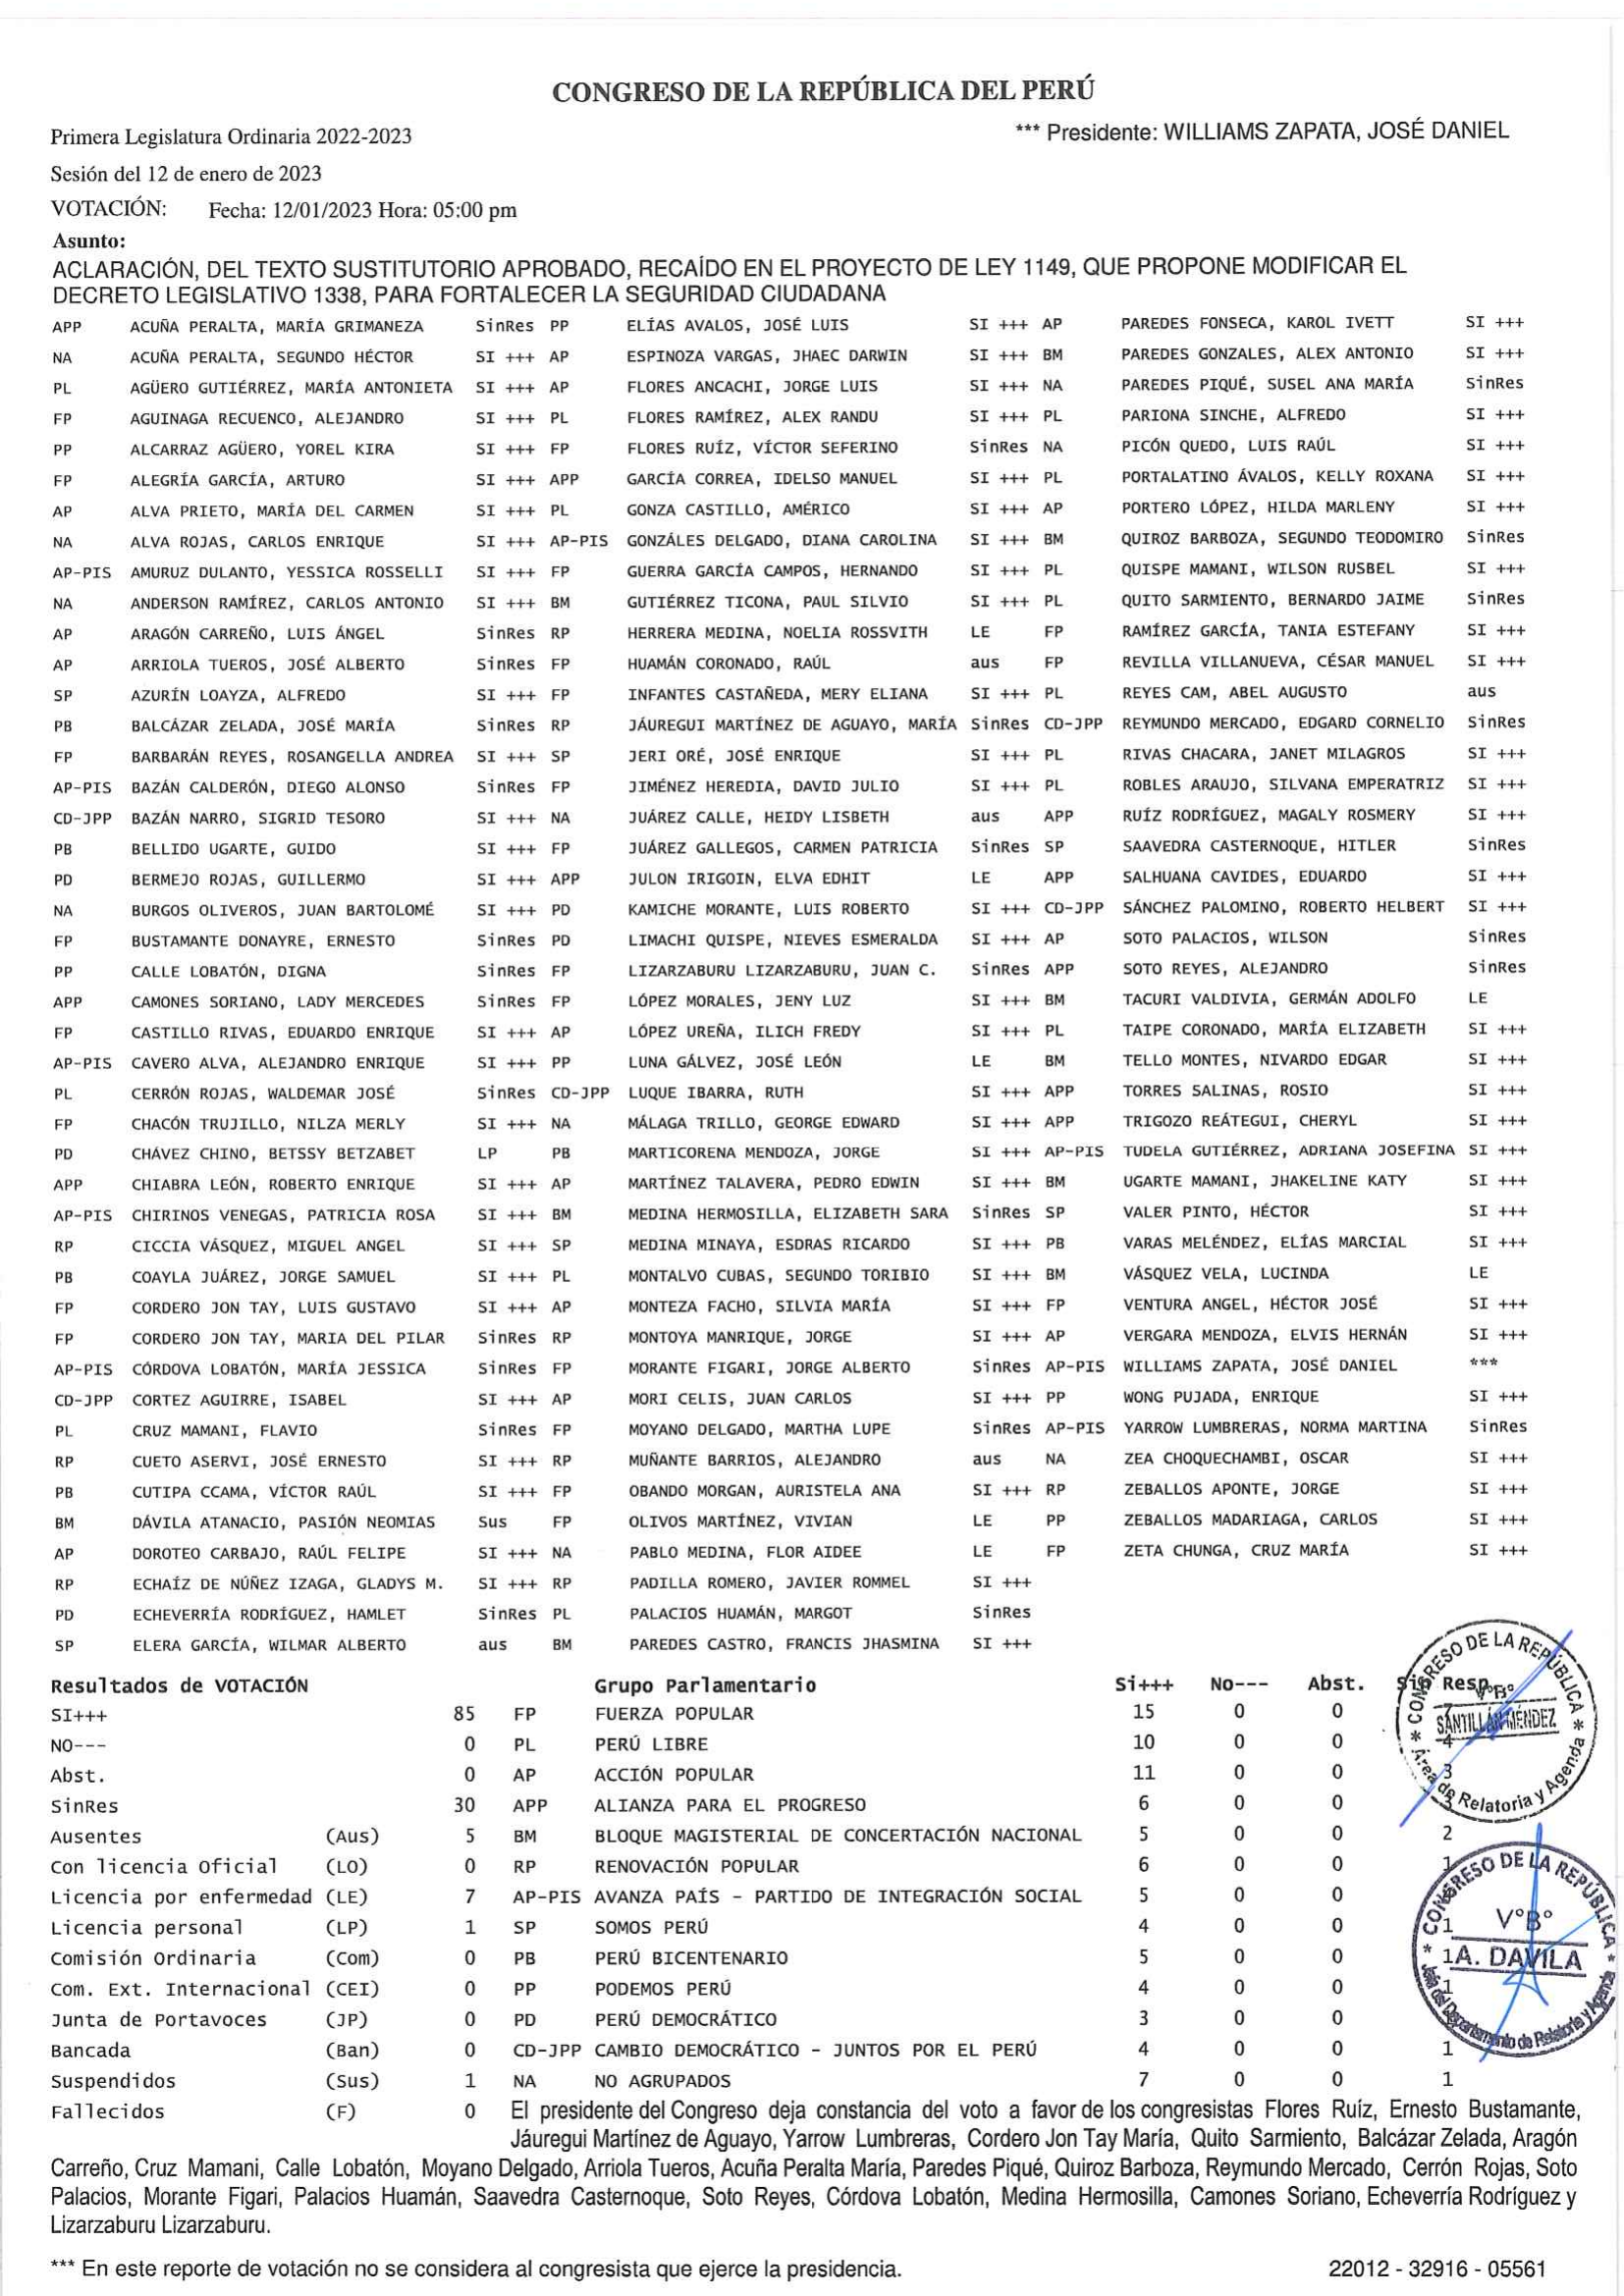 CONGRESO DE LA REPÚBLICA DEL PERÚ
Primera Legislatura Ordinaria 2022-2023 *** Presidente: WILLIAMS ZAPATA, JOSÉ DANIEL
Sesión del 12 de enero de 2023
VOTACIÓN: Fecha: 12/01/2023 Hora: 05:00 pm
Asunto:
ACLARACIÓN, DEL TEXTO SUSTITUTORIO APROBADO, RECAÍDO EN EL PROYECTO DE LEY 1149, QUE PROPONE MODIFICAR EL
DECRETO LEGISLATIVO 1338, PARA FORTALECER LA SEGURIDAD CIUDADANA
APP ACUÑA PERALTA, MARÍA GRIMANEZA SinRes PP ELÍAS AVALOS, JOSÉ LUIS SI +++ AP PAREDES FONSECA, KAROL IVETT SI +++
NA ACUÑA PERALTA, SEGUNDO HÉCTOR SI +++ AP ESPINOZA VARGAS, JHAEC DARWIN SI +++ BM PAREDES GONZALES, ALEX ANTONIO SI +++
PL AGÜERO GUTIÉRREZ, MARÍA ANTONIETA SI +++ AP FLORES ANCACHI, JORGE LUIS SI +++ NA PAREDES PIQUÉ, SUSEL ANA MARÍA SinRes
FP AGUINAGA RECUENCO, ALEJANDRO SI +++ PL FLORES RAMÍREZ, ALEX RANDU SI +++ PL PARIONA SINCHE, ALFREDO SI +++
PP ALCARRAZ AGÜERO, YOREL KIRA SI +++ FP FLORES RUÍZ, VÍCTOR SEFERINO SinRes NA PICÓN QUEDO, LUIS RAÚL SI +++
FP ALEGRÍA GARCÍA, ARTURO SI +++ APP GARCÍA CORREA, IDELSO MANUEL SI +++ PL PORTALATINO ÁVALOS, KELLY ROXANA SI +++
AP ALVA PRIETO, MARÍA DEL CARMEN SI +++ PL GONZA CASTILLO, AMÉRICO SI +++ AP PORTERO LÓPEZ, HILDA MARLENY SI +++
NA ALVA ROJAS, CARLOS ENRIQUE SI +++ AP-PIS GONZÁLES DELGADO, DIANA CAROLINA SI +++ BM QUIROZ BARBOZA, SEGUNDO TEODOMIRO SinRes
AP-PIS AMURUZ DULANTO, YESSICA ROSSELLI SI +++ FP GUERRA GARCÍA CAMPOS, HERNANDO SI +++ PL QUISPE MAMANI, WILSON RUSBEL SI +++
NA ANDERSON RAMÍREZ, CARLOS ANTONIO SI +++ BM GUTIÉRREZ TICONA, PAUL SILVIO SI +++ PL QUITO SARMIENTO, BERNARDO JAIME SinRes
AP ARAGÓN CARREÑO, LUIS ÁNGEL SinRes RP HERRERA MEDINA, NOELIA ROSSVITH LE FP RAMÍREZ GARCÍA, TANIA ESTEFANY SI +++
AP ARRIOLA TUEROS, JOSÉ ALBERTO SinRes FP HUAMÁN CORONADO, RAÚL aus FP REVILLA VILLANUEVA, CÉSAR MANUEL SI +++
SP AZURÍN LOAYZA, ALFREDO SI +++ FP INFANTES CASTAÑEDA, MERY ELIANA SI +++ PL REYES CAM, ABEL AUGUSTO aus
PB BALCÁZAR ZELADA, JOSÉ MARÍA SinRes RP JÁUREGUI MARTÍNEZ DE AGUAYO, MARÍA SinRes CD-JPP REYMUNDO MERCADO, EDGARD CORNELIO SinRes
FP BARBARÁN REYES, ROSANGELLA ANDREA SI +++ SP JERI ORÉ, JOSÉ ENRIQUE SI +++ PL RIVAS CHACARA, JANET MILAGROS SI +++
AP-PIS BAZÁN CALDERÓN, DIEGO ALONSO SinRes FP JIMÉNEZ HEREDIA, DAVID JULIO SI +++ PL ROBLES ARAUJO, SILVANA EMPERATRIZ SI +++
CD-JPP BAZÁN NARRO, SIGRID TESORO SI +++ NA JUÁREZ CALLE, HEIDY LISBETH aus APP RUÍZ RODRÍGUEZ, MAGALY ROSMERY SI +++
PB BELLIDO UGARTE, GUIDO SI +++ FP JUÁREZ GALLEGOS, CARMEN PATRICIA SinRes SP SAAVEDRA CASTERNOQUE, HITLER SinRes
PD BERMEJO ROJAS, GUILLERMO SI +++ APP JULON IRIGOIN, ELVA EDHIT LE APP SALHUANA CAVIDES, EDUARDO SI +++
NA BURGOS OLIVEROS, JUAN BARTOLOMÉ SI +++ PD KAMICHE MORANTE, LUIS ROBERTO SI +++ CD-JPP SÁNCHEZ PALOMINO, ROBERTO HELBERT SI +++
FP BUSTAMANTE DONAYRE, ERNESTO SinRes PD LIMACHI QUISPE, NIEVES ESMERALDA SI +++ AP SOTO PALACIOS, WILSON SinRes
PP CALLE LOBATÓN, DIGNA SinRes FP LIZARZABURU LIZARZABURU, JUAN C. SinRes APP SOTO REYES, ALEJANDRO SinRes
APP CAMONES SORIANO, LADY MERCEDES SinRes FP LÓPEZ MORALES, JENY LUZ SI +++ BM TACURI VALDIVIA, GERMÁN ADOLFO LE
FP CASTILLO RIVAS, EDUARDO ENRIQUE SI +++ AP LÓPEZ UREÑA, ILICH FREDY SI +++ PL TAIPE CORONADO, MARÍA ELIZABETH SI +++
AP-PIS CAVERO ALVA, ALEJANDRO ENRIQUE SI +++ PP LUNA GÁLVEZ, JOSÉ LEÓN LE BM TELLO MONTES, NIVARDO EDGAR SI +++
PL CERRÓN ROJAS, WALDEMAR JOSÉ SinRes CD-JPP LUQUE IBARRA, RUTH SI +++ APP TORRES SALINAS, ROSIO SI +++
FP CHACÓN TRUJILLO, NILZA MERLY SI +++ NA MÁLAGA TRILLO, GEORGE EDWARD SI +++ APP TRIGOZO REÁTEGUI, CHERYL SI +++
PD CHÁVEZ CHINO, BETSSY BETZABET LP PB MARTICORENA MENDOZA, JORGE SI +++ AP-PIS TUDELA GUTIÉRREZ, ADRIANA JOSEFINA SI +++
APP CHIABRA LEÓN, ROBERTO ENRIQUE SI +++ AP MARTÍNEZ TALAVERA, PEDRO EDWIN SI +++ BM UGARTE MAMANI, JHAKELINE KATY SI +++
AP-PIS CHIRINOS VENEGAS, PATRICIA ROSA SI +++ BM MEDINA HERMOSILLA, ELIZABETH SARA SinRes SP VALER PINTO, HÉCTOR SI +++
RP CICCIA VÁSQUEZ, MIGUEL ANGEL SI +++ SP MEDINA MINAYA, ESDRAS RICARDO SI +++ PB VARAS MELÉNDEZ, ELÍAS MARCIAL SI +++
PB COAYLA JUÁREZ, JORGE SAMUEL SI +++ PL MONTALVO CUBAS, SEGUNDO TORIBIO SI +++ BM VÁSQUEZ VELA, LUCINDA LE
FP CORDERO JON TAY, LUIS GUSTAVO SI +++ AP MONTEZA FACHO, SILVIA MARÍA SI +++ FP VENTURA ANGEL, HÉCTOR JOSÉ SI +++
FP CORDERO JON TAY, MARIA DEL PILAR SinRes RP MONTOYA MANRIQUE, JORGE SI +++ AP VERGARA MENDOZA, ELVIS HERNÁN SI +++
AP-PIS CÓRDOVA LOBATÓN, MARÍA JESSICA SinRes FP MORANTE FIGARI, JORGE ALBERTO SinRes AP-PIS WILLIAMS ZAPATA, JOSÉ DANIEL ***
CD-JPP CORTEZ AGUIRRE, ISABEL SI +++ AP MORI CELIS, JUAN CARLOS SI +++ PP WONG PUJADA, ENRIQUE SI +++
PL CRUZ MAMANI, FLAVIO SinRes FP MOYANO DELGADO, MARTHA LUPE SinRes AP-PIS YARROW LUMBRERAS, NORMA MARTINA SinRes
RP CUETO ASERVI, JOSÉ ERNESTO SI +++ RP MUÑANTE BARRIOS, ALEJANDRO aus NA ZEA CHOQUECHAMBI, OSCAR SI +++
PB CUTIPA CCAMA, VÍCTOR RAÚL SI +++ FP OBANDO MORGAN, AURISTELA ANA SI +++ RP ZEBALLOS APONTE, JORGE SI +++
BM DÁVILA ATANACIO, PASIÓN NEOMIAS Sus FP OLIVOS MARTÍNEZ, VIVIAN LE PP ZEBALLOS MADARIAGA, CARLOS SI +++
AP DOROTEO CARBAJO, RAÚL FELIPE SI +++ NA PABLO MEDINA, FLOR AIDEE LE FP ZETA CHUNGA, CRUZ MARÍA SI +++
RP ECHAÍZ DE NÚÑEZ IZAGA, GLADYS M. SI +++ RP PADILLA ROMERO, JAVIER ROMMEL SI +++
PD ECHEVERRÍA RODRÍGUEZ, HAMLET SinRes PL PALACIOS HUAMÁN, MARGOT SinRes
SP ELERA GARCÍA, WILMAR ALBERTO aus BM PAREDES CASTRO, FRANCIS JHASMINA SI +++
Resultados de VOTACIÓN Grupo Parlamentario Si+++ No--- Abst. Sin Resp.
SI+++ 85 FP FUERZA POPULAR 15 0 0 7
NO--- 0 PL PERÚ LIBRE 10 0 0 4
Abst. 0 AP ACCIÓN POPULAR 11 0 0 3
SinRes 30 APP ALIANZA PARA EL PROGRESO 6 0 0 3
Ausentes (Aus) 5 BM BLOQUE MAGISTERIAL DE CONCERTACIÓN NACIONAL 5 0 0 2
Con licencia Oficial (LO) 0 RP RENOVACIÓN POPULAR 6 0 0 1
Licencia por enfermedad (LE) 7 AP-PIS AVANZA PAÍS - PARTIDO DE INTEGRACIÓN SOCIAL 5 0 0
Licencia personal (LP) 1 SP SOMOS PERÚ 4 0 0 1
Comisión Ordinaria (Com) 0 PB PERÚ BICENTENARIO 5 0 0 1
Com. Ext. Internacional (CEI) 0 PP PODEMOS PERÚ 4 0 0 1
Junta de Portavoces (JP) 0 PD PERÚ DEMOCRÁTICO 3 0 0
Bancada (Ban) 0 CD-JPP CAMBIO DEMOCRÁTICO - JUNTOS POR EL PERÚ 4 0 0 1
Suspendidos (Sus) 1 NA NO AGRUPADOS 7 0 0 1
Fallecidos (F) 0
CONGRESO DE LA REPÚBLICA
V°B°
SANTILLÁN MÉNDEZ
Área de Relatoria y Agenda
CONGRESO DE LA REPÚBLICA
V°B°
A. DAVILA
Jefa del Departamento de Relatoria y Agenda
El presidente del Congreso deja constancia del voto a favor de los congresistas Flores Ruíz, Ernesto Bustamante,
Jáuregui Martínez de Aguayo, Yarrow Lumbreras, Cordero Jon Tay María, Quito Sarmiento, Balcázar Zelada, Aragón
Carreño, Cruz Mamani, Calle Lobatón, Moyano Delgado, Arriola Tueros, Acuña Peralta María, Paredes Piqué, Quiroz Barboza, Reymundo Mercado, Cerrón Rojas, Soto
Palacios, Morante Figari, Palacios Huamán, Saavedra Casternoque, Soto Reyes, Córdova Lobatón, Medina Hermosilla, Camones Soriano, Echeverría Rodríguez y
Lizarzaburu Lizarzaburu.
*** En este reporte de votación no se considera al congresista que ejerce la presidencia. 22012 - 32916 - 05561